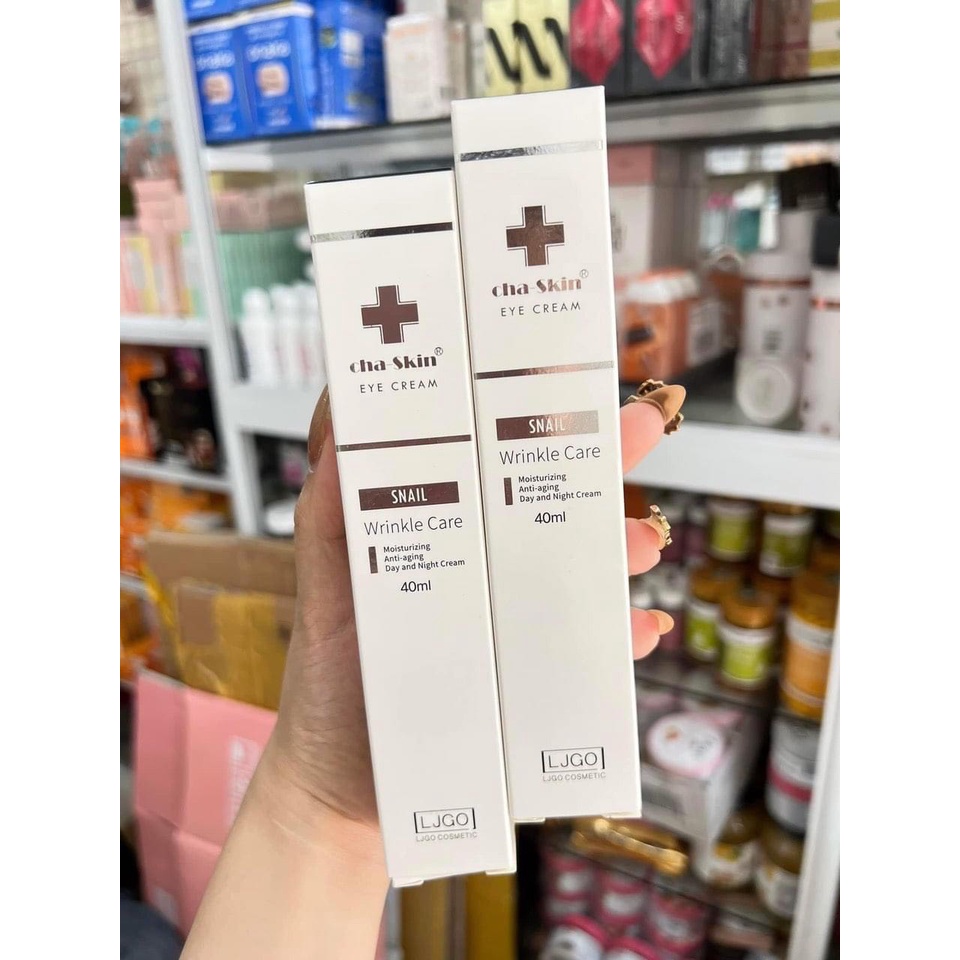 cha-Skin®
EYE CREAM
SNAIL
Wrinkle Care
Moisturizing
Anti-aging
Day and Night Cream
40ml
LJGO
LJGO COSMETIC
cha-Skin®
EYE CREAM
SNAIL
Wrinkle Care
Moisturizing
Anti-aging
Day and Night Cream
40ml
LJGO
LJGO COSMETIC